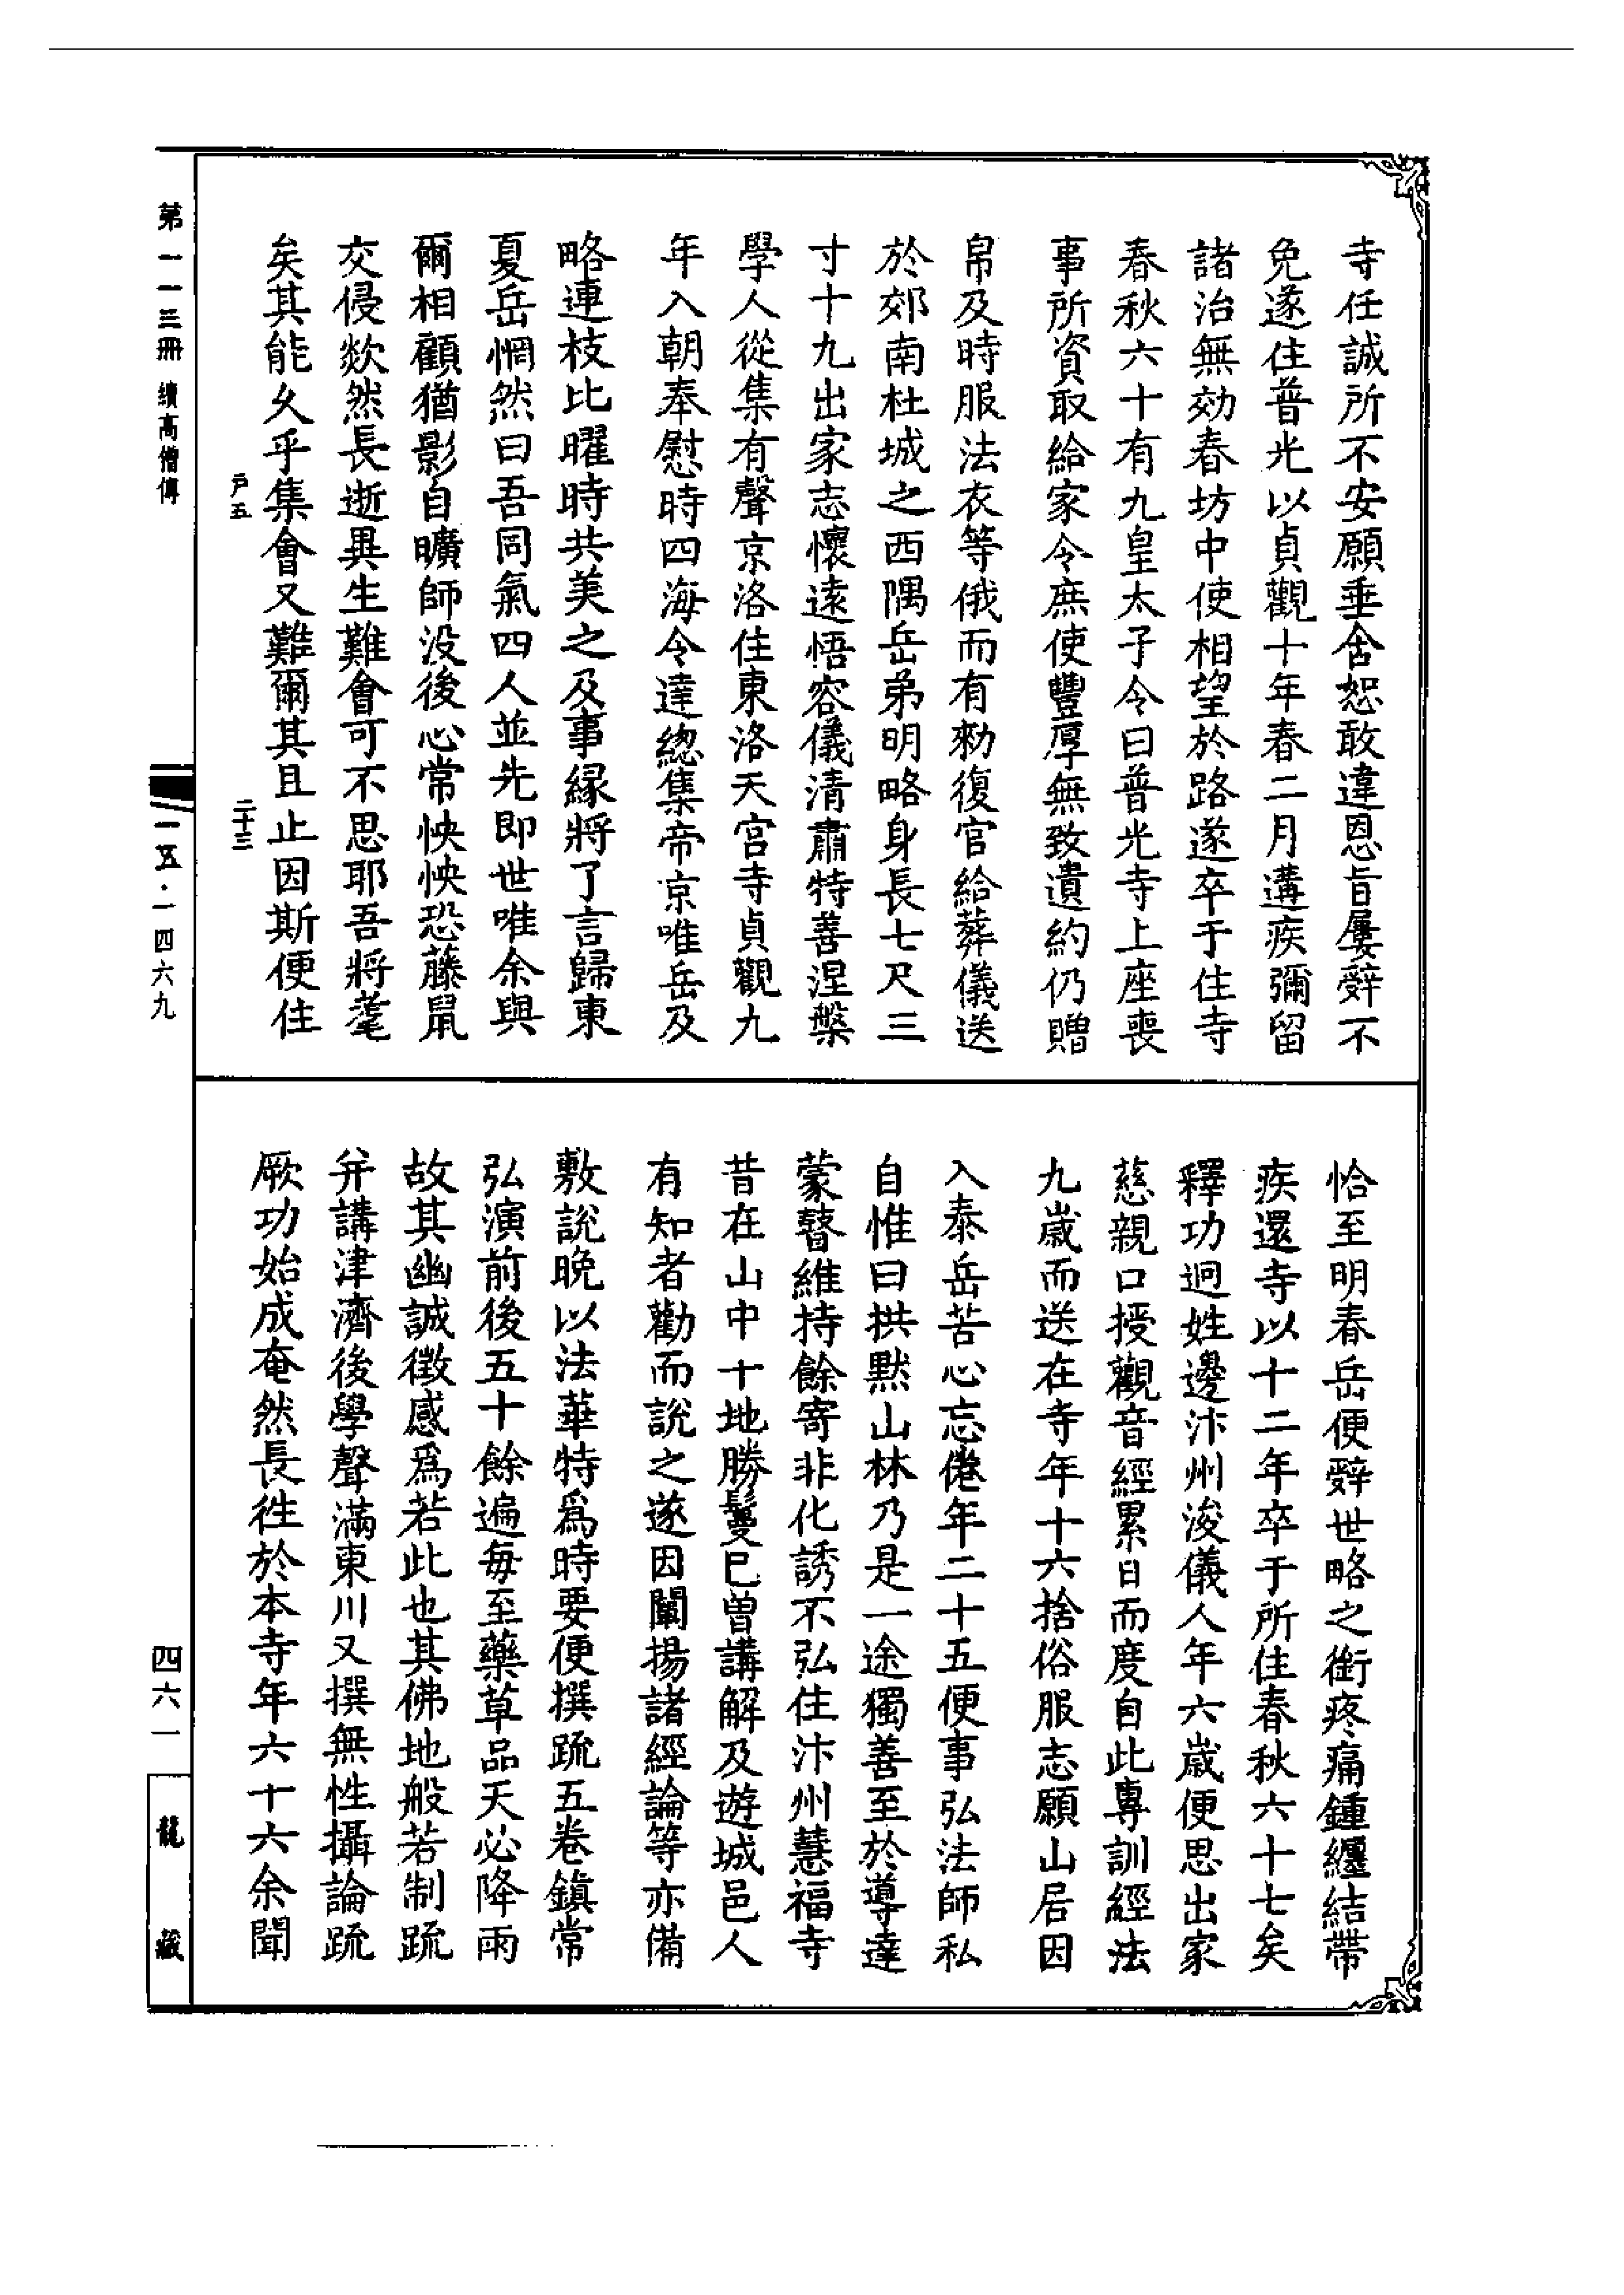 寺任誠所不安願垂含恕敢違恩旨屢辭不
免遂住普光以貞觀十年春二月遘疾彌留
諸治無効春坊中使相望於路遂卒于住寺
春秋六十有九皇太子令曰普光寺上座喪
事所資取給家令庶使豐厚無致遺約仍贈
帛及時服法衣等俄而有勑復官給葬儀送
於郊南杜城之西隅岳弟明略身長七尺三
寸十九出家志懷遠悟容儀清肅特善涅槃
學人從集有聲京洛住東洛天宮寺貞觀九
年入朝奉慰時四海令達總集帝京唯岳及
略連枝比曜時共美之及事緣將了言歸東
夏岳惘然曰吾同氣四人並先即世唯余與
爾相顧猶影自曠師没後心常怏怏恐藤鼠
交侵欻然長逝異生難會可不思耶吾將耄
矣其能久乎集會又難爾其且止因斯便住
恰至明春岳便辭世略之銜疼痛鍾纏結帶
疾還寺以十二年卒于所住春秋六十七矣
釋功迥姓邊汴州浚儀人年六歲便思出家
慈親口授觀音經累日而度自此專訓經法
九歲而送在寺年十六捨俗服志願山居因
入泰岳苦心忘倦年二十五便事弘法師私
自惟曰拱黙山林乃是一途獨善至於導達
蒙瞽維持餘寄非化誘不弘住汴州慧福寺
昔在山中十地勝鬘巳曾講解及遊城邑人
有知者勸而說之遂因闡揚諸經論等亦備
敷說晚以法華特爲時要便撰䟽五卷鎮常
弘演前後五十餘遍每至藥草品天必降雨
故其幽誠徵感爲若此也其佛地般若制䟽
并講津濟後學聲滿東川又撰無性攝論䟽
厥功始成奄然長往於本寺年六十六余聞
第一一三冊 續高僧傳
戸五
二十三
一一五·一四六九
四六一
龍藏